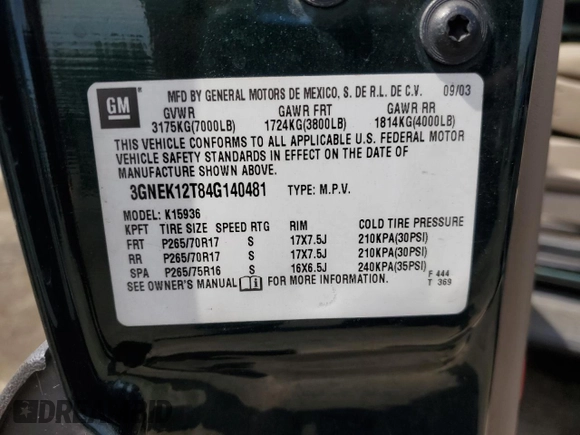 GM
MFD BY GENERAL MOTORS DE MEXICO, S. DE R.L. DE C.V. 09/03
GVWR GAWR FRT GAWR RR
3175KG(7000LB) 1724KG(3800LB) 1814KG(4000LB)
THIS VEHICLE CONFORMS TO ALL APPLICABLE U.S. FEDERAL MOTOR
VEHICLE SAFETY STANDARDS IN EFFECT ON THE DATE OF
MANUFACTURE SHOWN ABOVE.
3GNEK12T84G140481 TYPE: M.P.V.
MODEL: K15936
KPFT TIRE SIZE SPEED RTG RIM COLD TIRE PRESSURE
FRT P265/70R17 S 17X7.5J 210KPA(30PSI)
RR P265/70R17 S 17X7.5J 210KPA(30PSI)
SPA P265/75R16 S 16X6.5J 240KPA(35PSI)
SEE OWNER'S MANUAL FOR MORE INFORMATION
F 444
T 369
DREAMBID